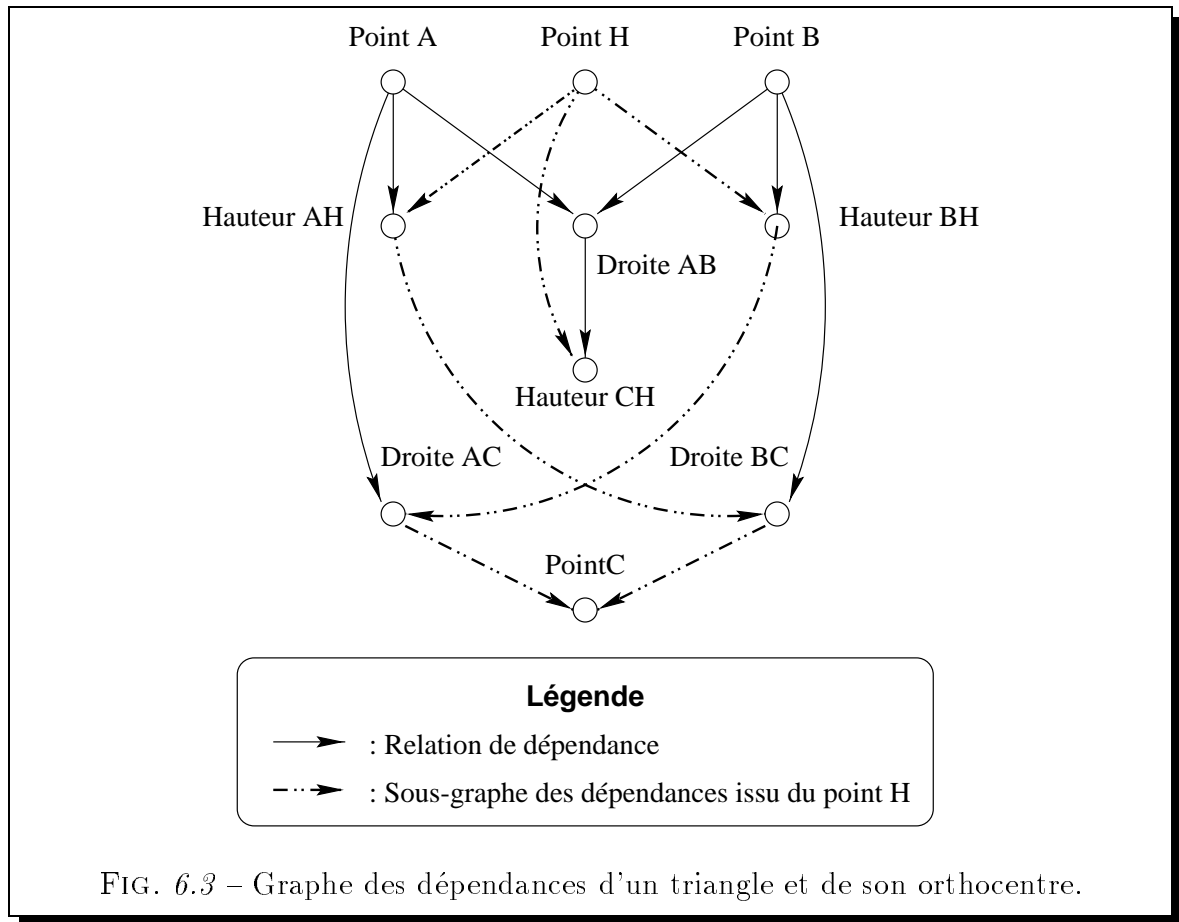 Point A Point H Point B
Hauteur AH Hauteur BH
Droite AB
Hauteur CH
Droite AC Droite BC
PointC
Légende
: Relation de dépendance
: Sous-graphe des dépendances issu du point H
FIG. 6.3 – Graphe des dépendances d'un triangle et de son orthocentre.